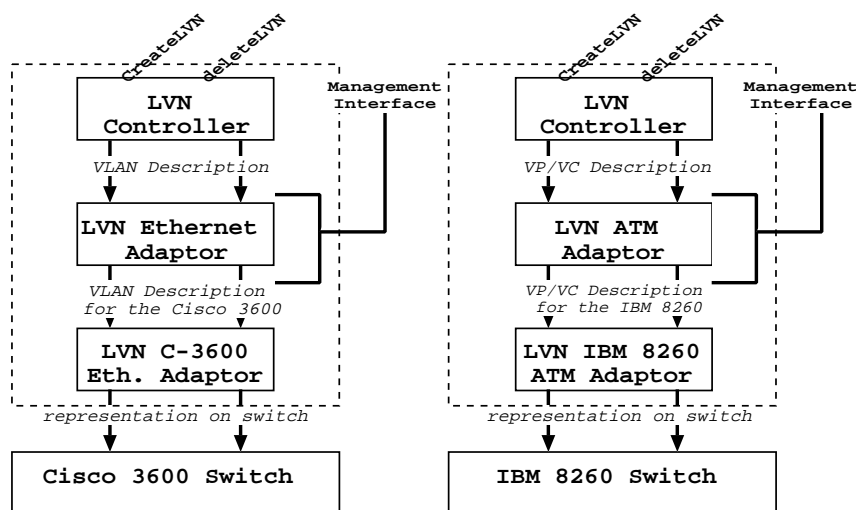 CreateLVN
deleteLVN
LVN
Controller
Management
Interface
VLAN Description
LVN Ethernet
Adaptor
VLAN Description
for the Cisco 3600
LVN C-3600
Eth. Adaptor
representation on switch
Cisco 3600 Switch
CreateLVN
deleteLVN
LVN
Controller
Management
Interface
VP/VC Description
LVN ATM
Adaptor
VP/VC Description
for the IBM 8260
LVN IBM 8260
ATM Adaptor
representation on switch
IBM 8260 Switch